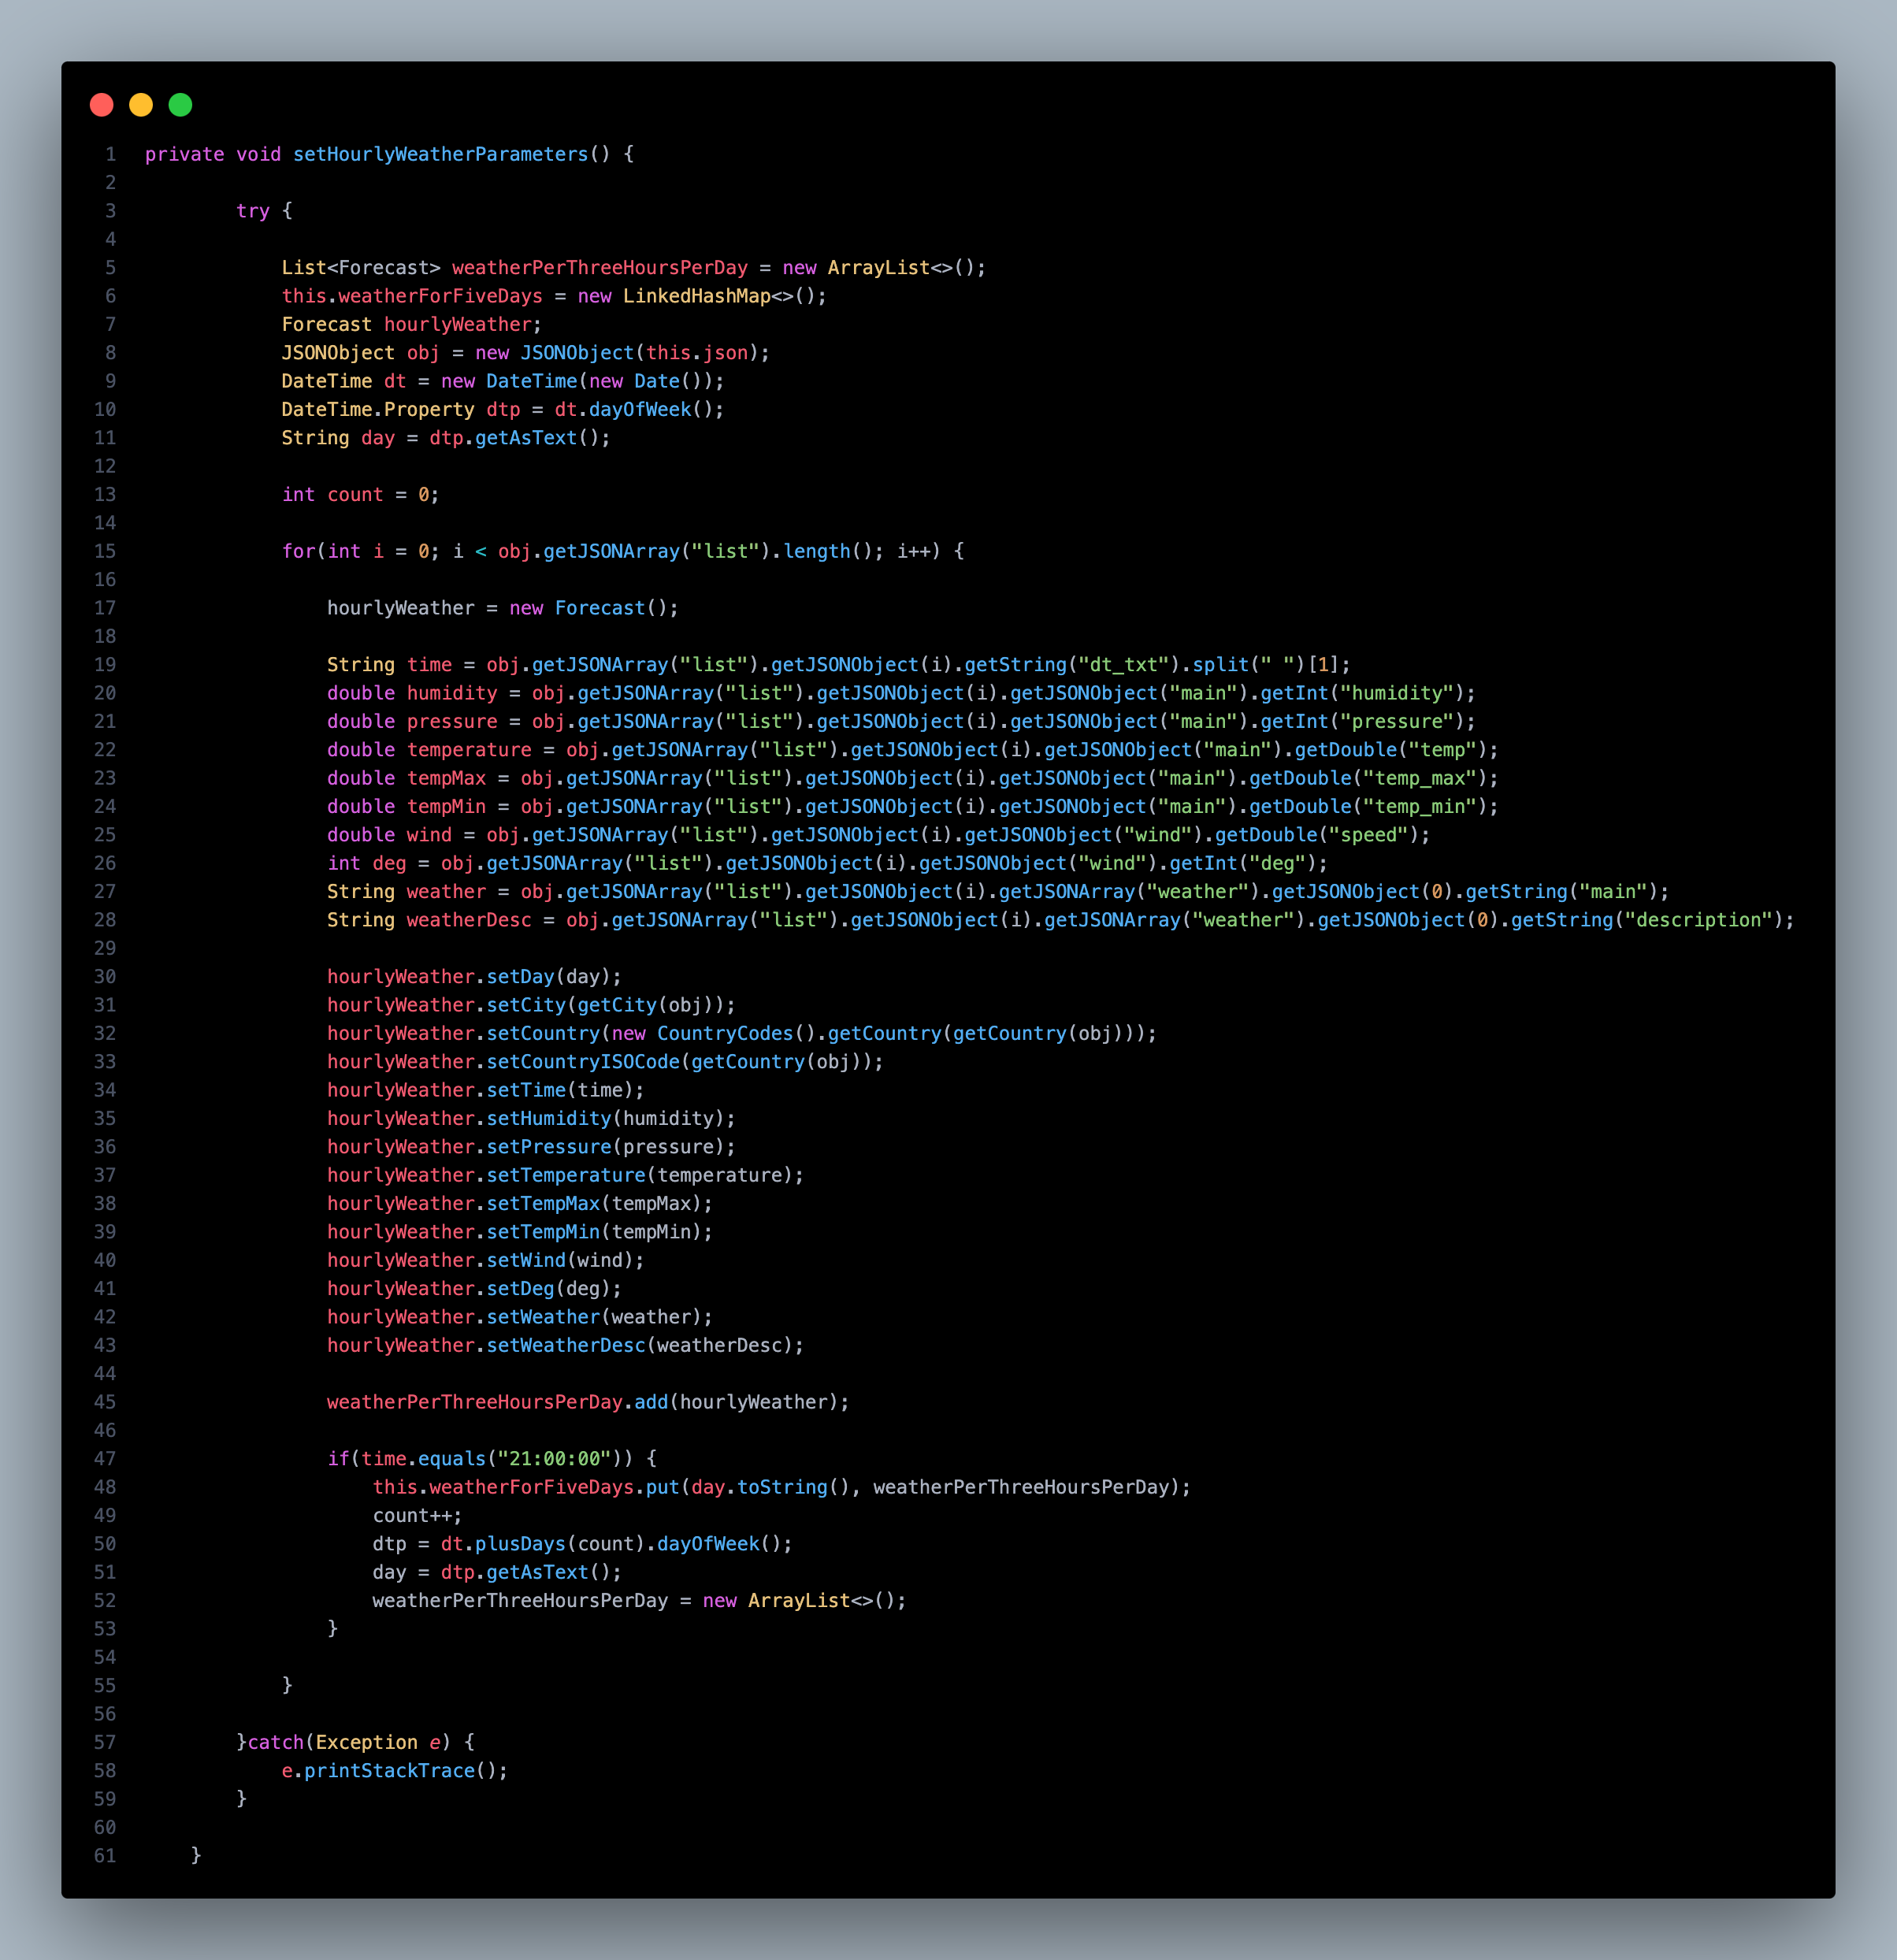 1 private void setHourlyWeatherParameters() {
2
3 try {
4
5 List<Forecast> weatherPerThreeHoursPerDay = new ArrayList<>();
6 this.weatherForFiveDays = new LinkedHashMap<>();
7 Forecast hourlyWeather;
8 JSONObject obj = new JSONObject(this.json);
9 DateTime dt = new DateTime(new Date());
10 DateTime.Property dtp = dt.dayOfWeek();
11 String day = dtp.getAsText();
12
13 int count = 0;
14
15 for(int i = 0; i < obj.getJSONArray("list").length(); i++) {
16
17 hourlyWeather = new Forecast();
18
19 String time = obj.getJSONArray("list").getJSONObject(i).getString("dt_txt").split(" ")[1];
20 double humidity = obj.getJSONArray("list").getJSONObject(i).getJSONObject("main").getInt("humidity");
21 double pressure = obj.getJSONArray("list").getJSONObject(i).getJSONObject("main").getInt("pressure");
22 double temperature = obj.getJSONArray("list").getJSONObject(i).getJSONObject("main").getDouble("temp");
23 double tempMax = obj.getJSONArray("list").getJSONObject(i).getJSONObject("main").getDouble("temp_max");
24 double tempMin = obj.getJSONArray("list").getJSONObject(i).getJSONObject("main").getDouble("temp_min");
25 double wind = obj.getJSONArray("list").getJSONObject(i).getJSONObject("wind").getDouble("speed");
26 int deg = obj.getJSONArray("list").getJSONObject(i).getJSONObject("wind").getInt("deg");
27 String weather = obj.getJSONArray("list").getJSONObject(i).getJSONArray("weather").getJSONObject(0).getString("main");
28 String weatherDesc = obj.getJSONArray("list").getJSONObject(i).getJSONArray("weather").getJSONObject(0).getString("description");
29
30 hourlyWeather.setDay(day);
31 hourlyWeather.setCity(getCity(obj));
32 hourlyWeather.setCountry(new CountryCodes().getCountry(getCountry(obj)));
33 hourlyWeather.setCountryISOCode(getCountry(obj));
34 hourlyWeather.setTime(time);
35 hourlyWeather.setHumidity(humidity);
36 hourlyWeather.setPressure(pressure);
37 hourlyWeather.setTemperature(temperature);
38 hourlyWeather.setTempMax(tempMax);
39 hourlyWeather.setTempMin(tempMin);
40 hourlyWeather.setWind(wind);
41 hourlyWeather.setDeg(deg);
42 hourlyWeather.setWeather(weather);
43 hourlyWeather.setWeatherDesc(weatherDesc);
44
45 weatherPerThreeHoursPerDay.add(hourlyWeather);
46
47 if(time.equals("21:00:00")) {
48 this.weatherForFiveDays.put(day.toString(), weatherPerThreeHoursPerDay);
49 count++;
50 dtp = dt.plusDays(count).dayOfWeek();
51 day = dtp.getAsText();
52 weatherPerThreeHoursPerDay = new ArrayList<>();
53 }
54
55 }
56
57 }catch(Exception e) {
58 e.printStackTrace();
59 }
60
61 }